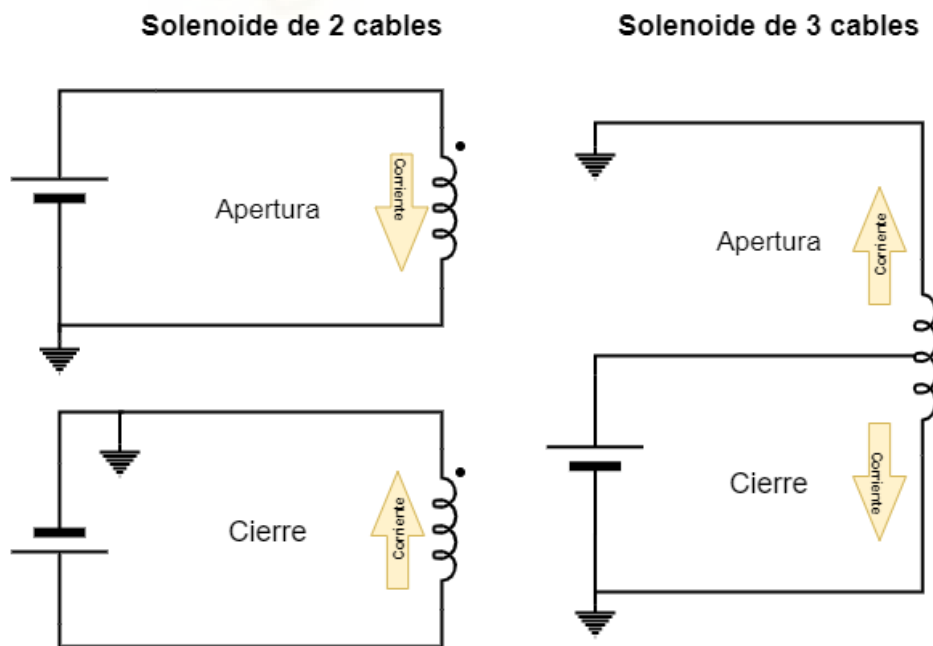 Solenoide de 2 cables
Solenoide de 3 cables
Apertura
Corriente
Apertura
Corriente
Cierre
Corriente
Cierre
Corriente